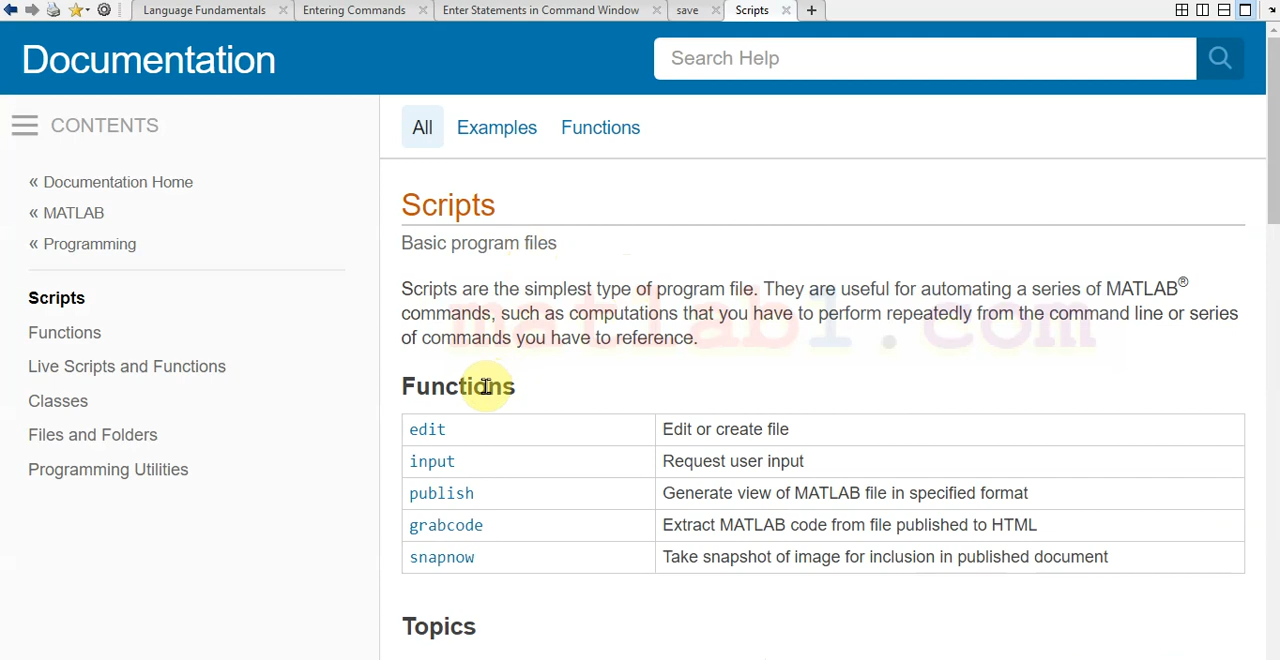 Language Fundamentals
Entering Commands
Enter Statements in Command Window
save
Scripts
Documentation
Search Help
CONTENTS
« Documentation Home
« MATLAB
« Programming
Scripts
Functions
Live Scripts and Functions
Classes
Files and Folders
Programming Utilities
All Examples Functions
Scripts
Basic program files
Scripts are the simplest type of program file. They are useful for automating a series of MATLAB®
commands, such as computations that you have to perform repeatedly from the command line or series
of commands you have to reference.
matlab1.com
Functions
edit Edit or create file
input Request user input
publish Generate view of MATLAB file in specified format
grabcode Extract MATLAB code from file published to HTML
snapnow Take snapshot of image for inclusion in published document
Topics